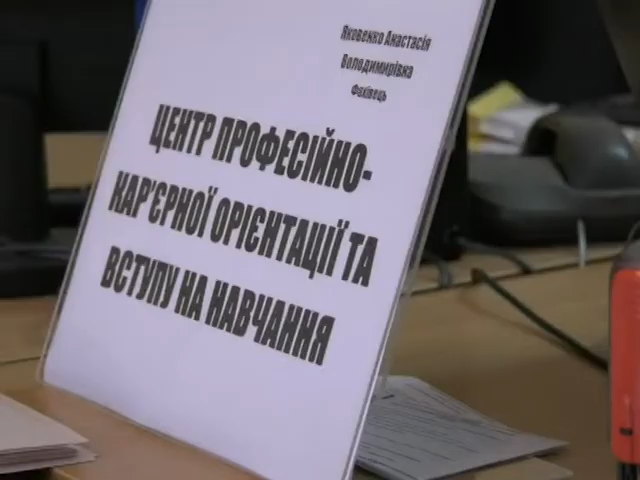 Яковенко Анастасія
Володимирівна
Фахівець
ЦЕНТР ПРОФЕСІЙНО-
КАР'ЄРНОЇ ОРІЄНТАЦІЇ ТА
ВСТУПУ НА НАВЧАННЯ